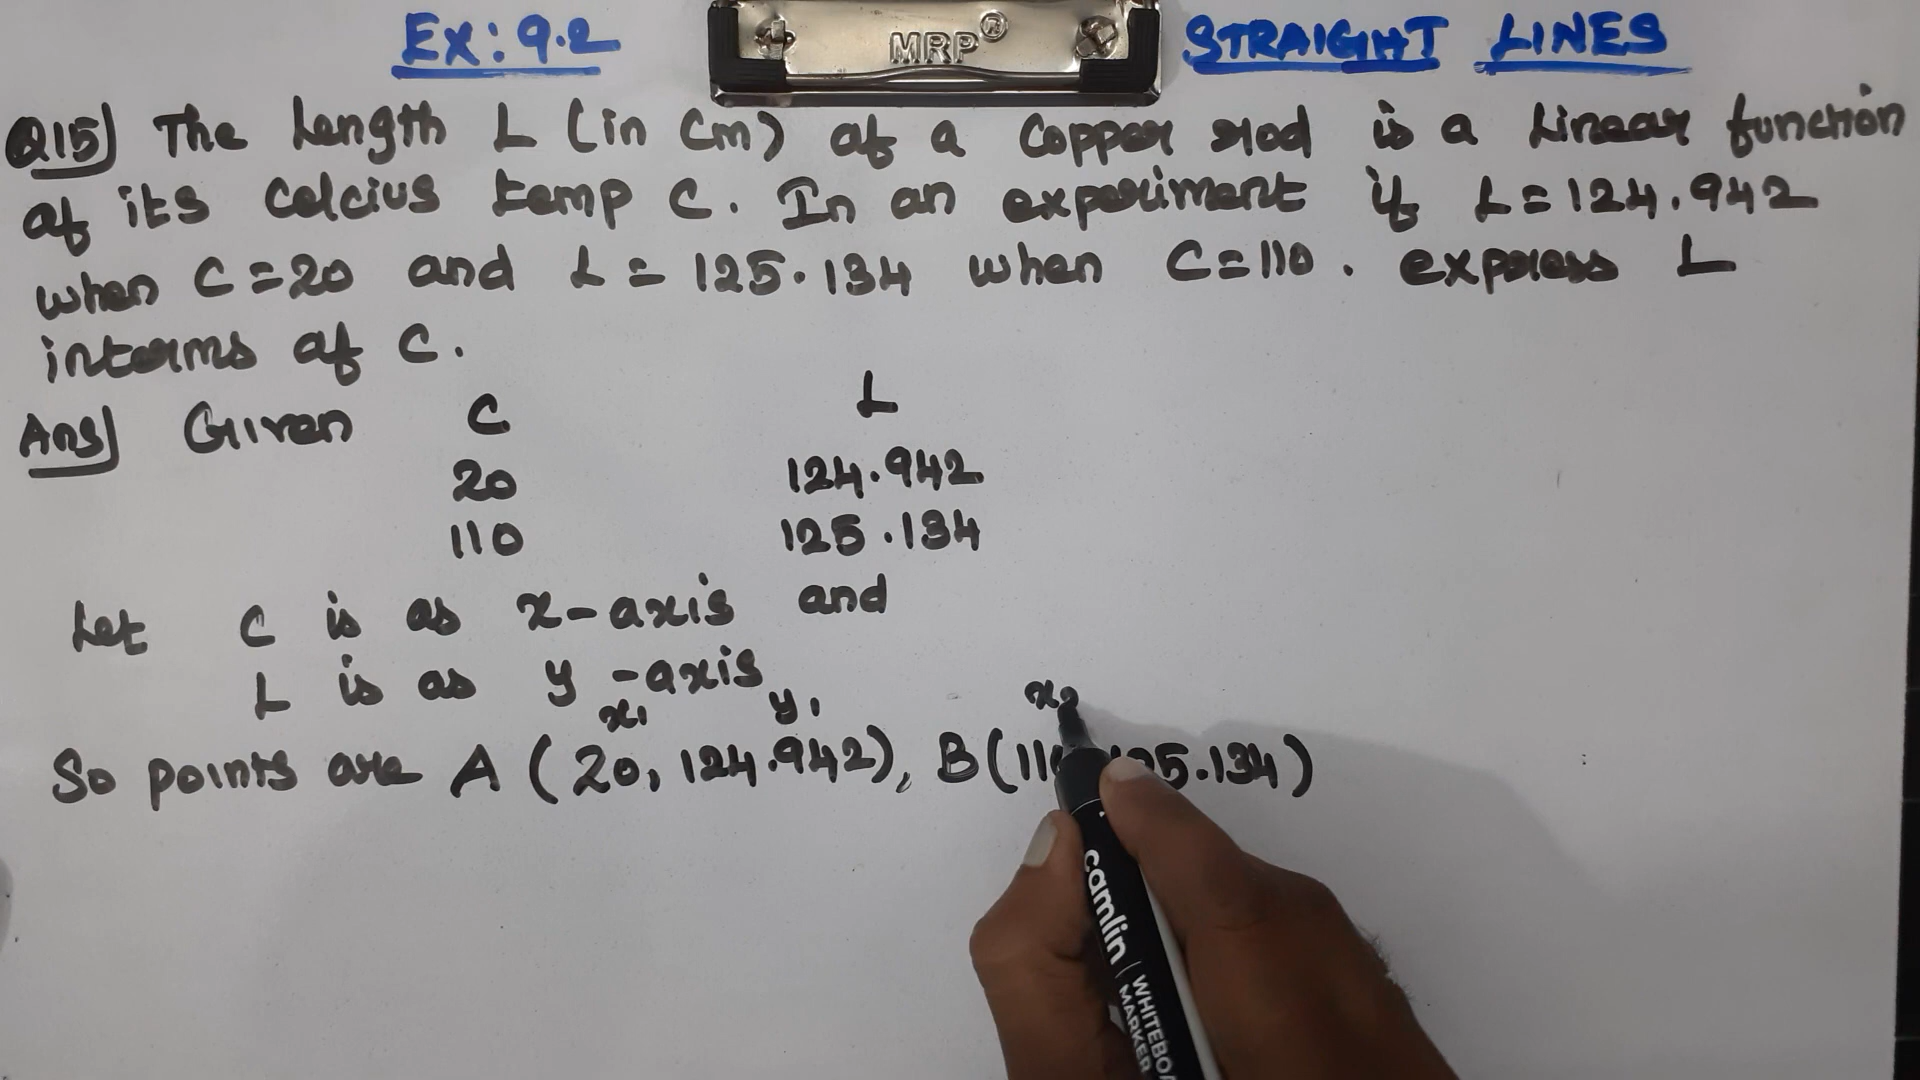 EX: 9.2 MRP® STRAIGHT LINES
Q15] The Length L (in cm) of a Copper rod is a Linear function
of its Celcius temp C. In an experiment if L=124.942
when C=20 and L= 125.134 when C=110. express L
interms of C.
Ans] Given C L
20 124.942
110 125.134
Let C is as x-axis and
L is as y-axis
x1 y1 x2
So points are A (20, 124.942), B(110 125.134)
camlin WHITEBOA
MARKER